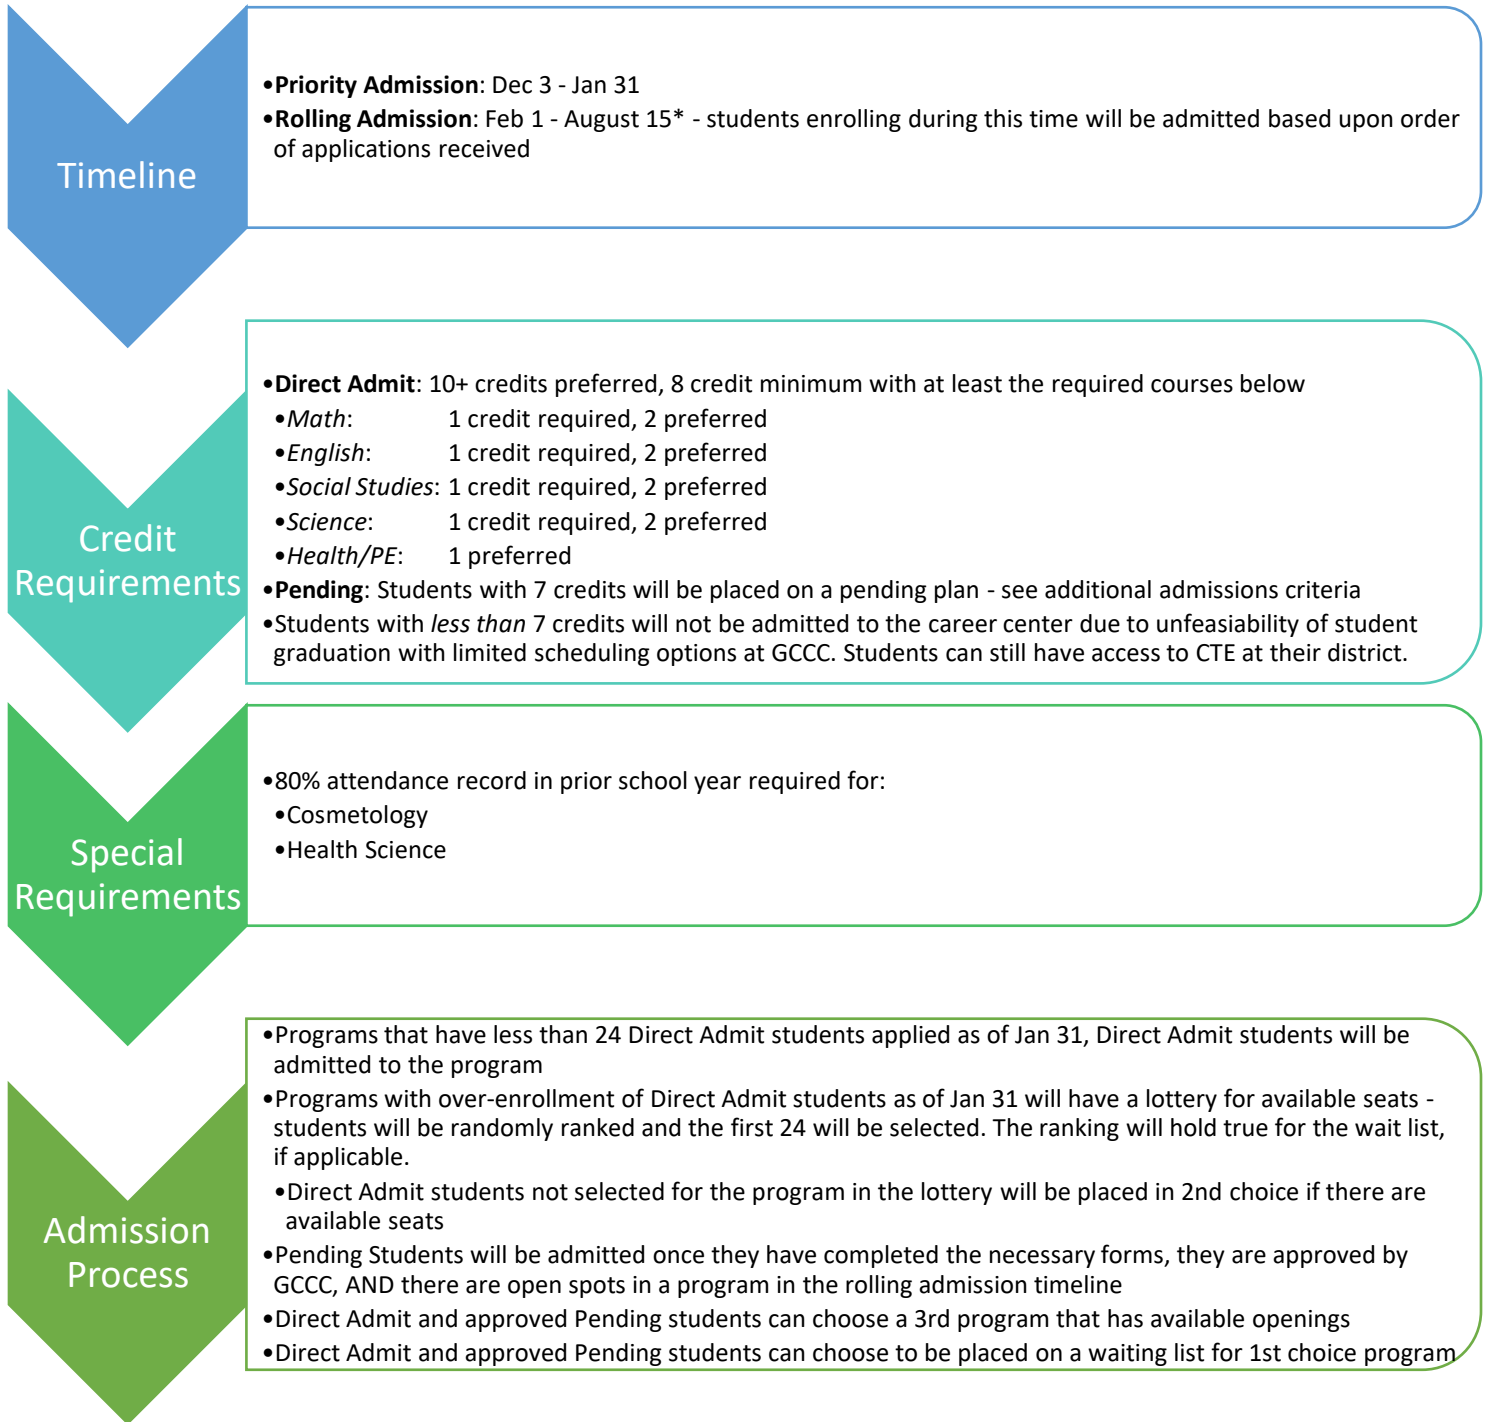 Timeline
•Priority Admission: Dec 3 - Jan 31
•Rolling Admission: Feb 1 - August 15* - students enrolling during this time will be admitted based upon order
of applications received
Credit
Requirements
•Direct Admit: 10+ credits preferred, 8 credit minimum with at least the required courses below
•Math: 1 credit required, 2 preferred
•English: 1 credit required, 2 preferred
•Social Studies: 1 credit required, 2 preferred
•Science: 1 credit required, 2 preferred
•Health/PE: 1 preferred
•Pending: Students with 7 credits will be placed on a pending plan - see additional admissions criteria
•Students with less than 7 credits will not be admitted to the career center due to unfeasiability of student
graduation with limited scheduling options at GCCC. Students can still have access to CTE at their district.
Special
Requirements
•80% attendance record in prior school year required for:
•Cosmetology
•Health Science
Admission
Process
•Programs that have less than 24 Direct Admit students applied as of Jan 31, Direct Admit students will be
admitted to the program
•Programs with over-enrollment of Direct Admit students as of Jan 31 will have a lottery for available seats -
students will be randomly ranked and the first 24 will be selected. The ranking will hold true for the wait list,
if applicable.
•Direct Admit students not selected for the program in the lottery will be placed in 2nd choice if there are
available seats
•Pending Students will be admitted once they have completed the necessary forms, they are approved by
GCCC, AND there are open spots in a program in the rolling admission timeline
•Direct Admit and approved Pending students can choose a 3rd program that has available openings
•Direct Admit and approved Pending students can choose to be placed on a waiting list for 1st choice program